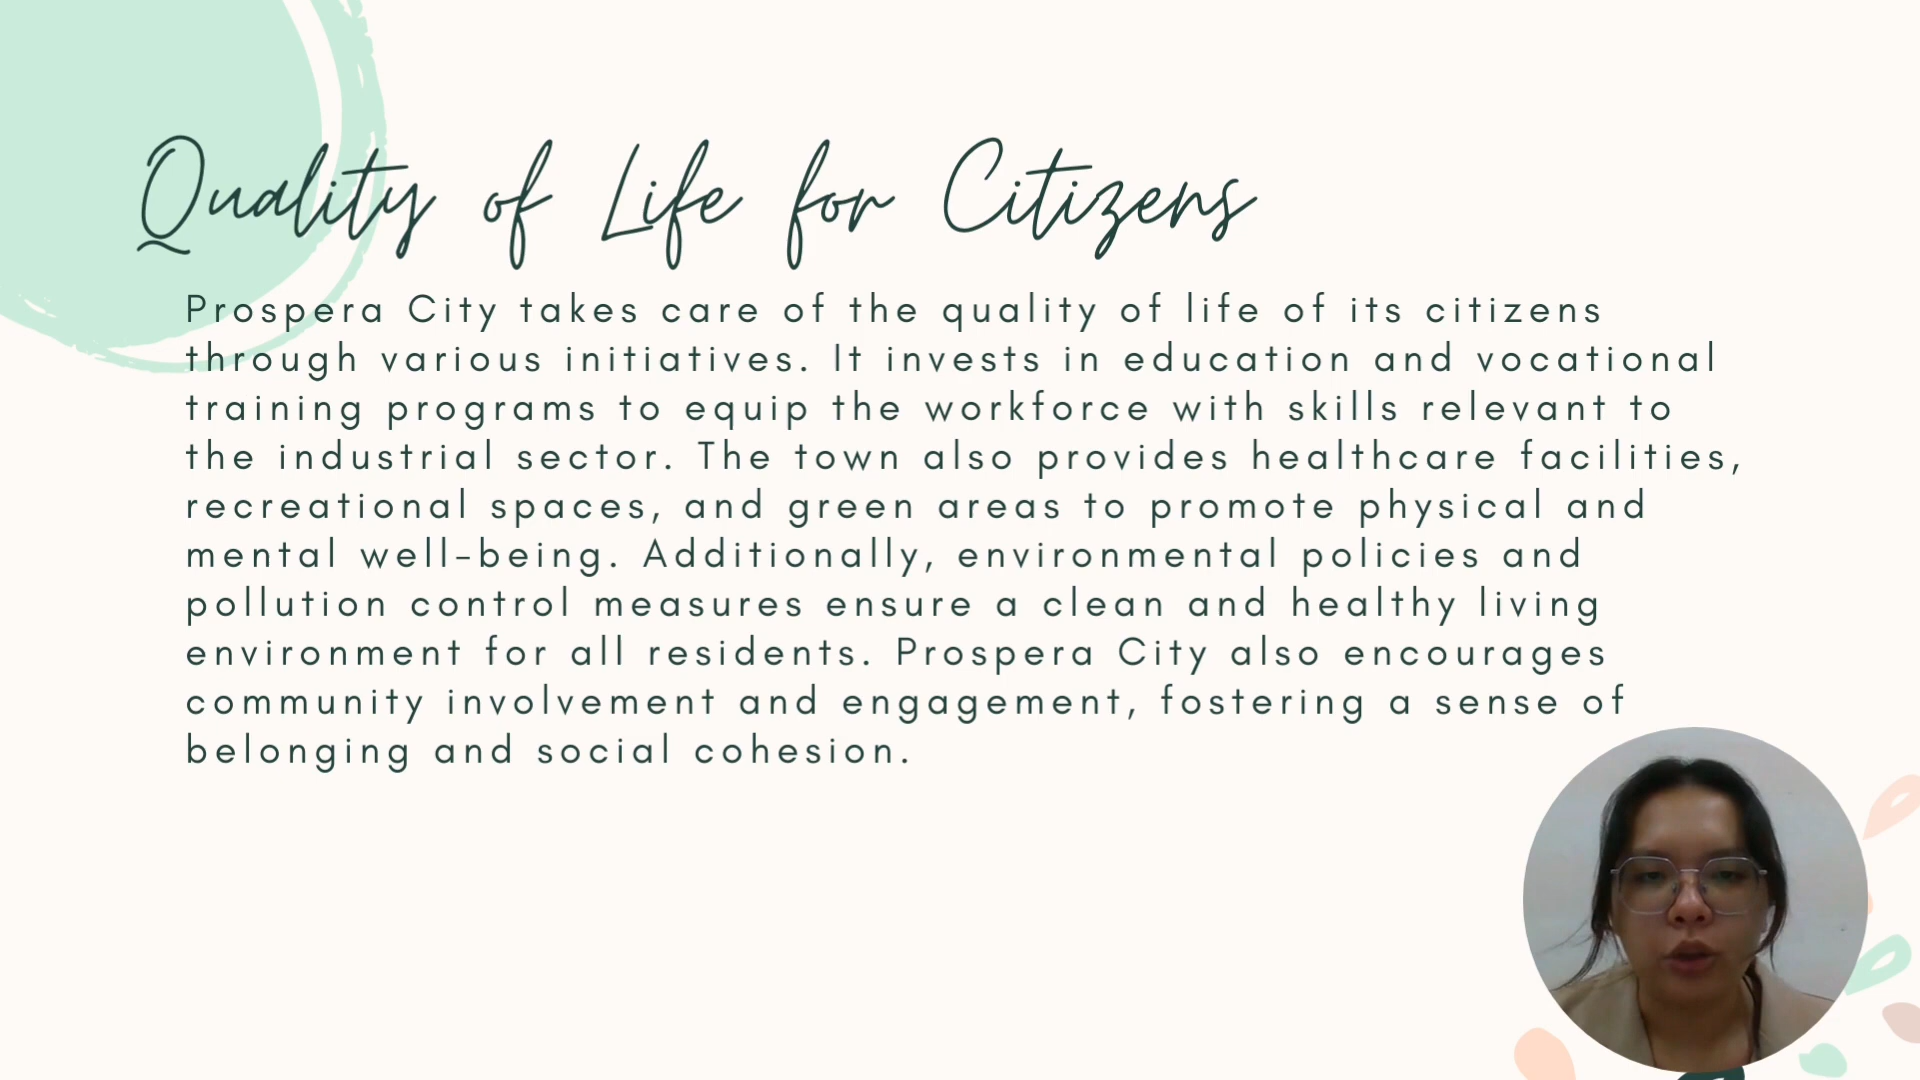 Quality of Life for Citizens
Prospera City takes care of the quality of life of its citizens
through various initiatives. It invests in education and vocational
training programs to equip the workforce with skills relevant to
the industrial sector. The town also provides healthcare facilities,
recreational spaces, and green areas to promote physical and
mental well-being. Additionally, environmental policies and
pollution control measures ensure a clean and healthy living
environment for all residents. Prospera City also encourages
community involvement and engagement, fostering a sense of
belonging and social cohesion.